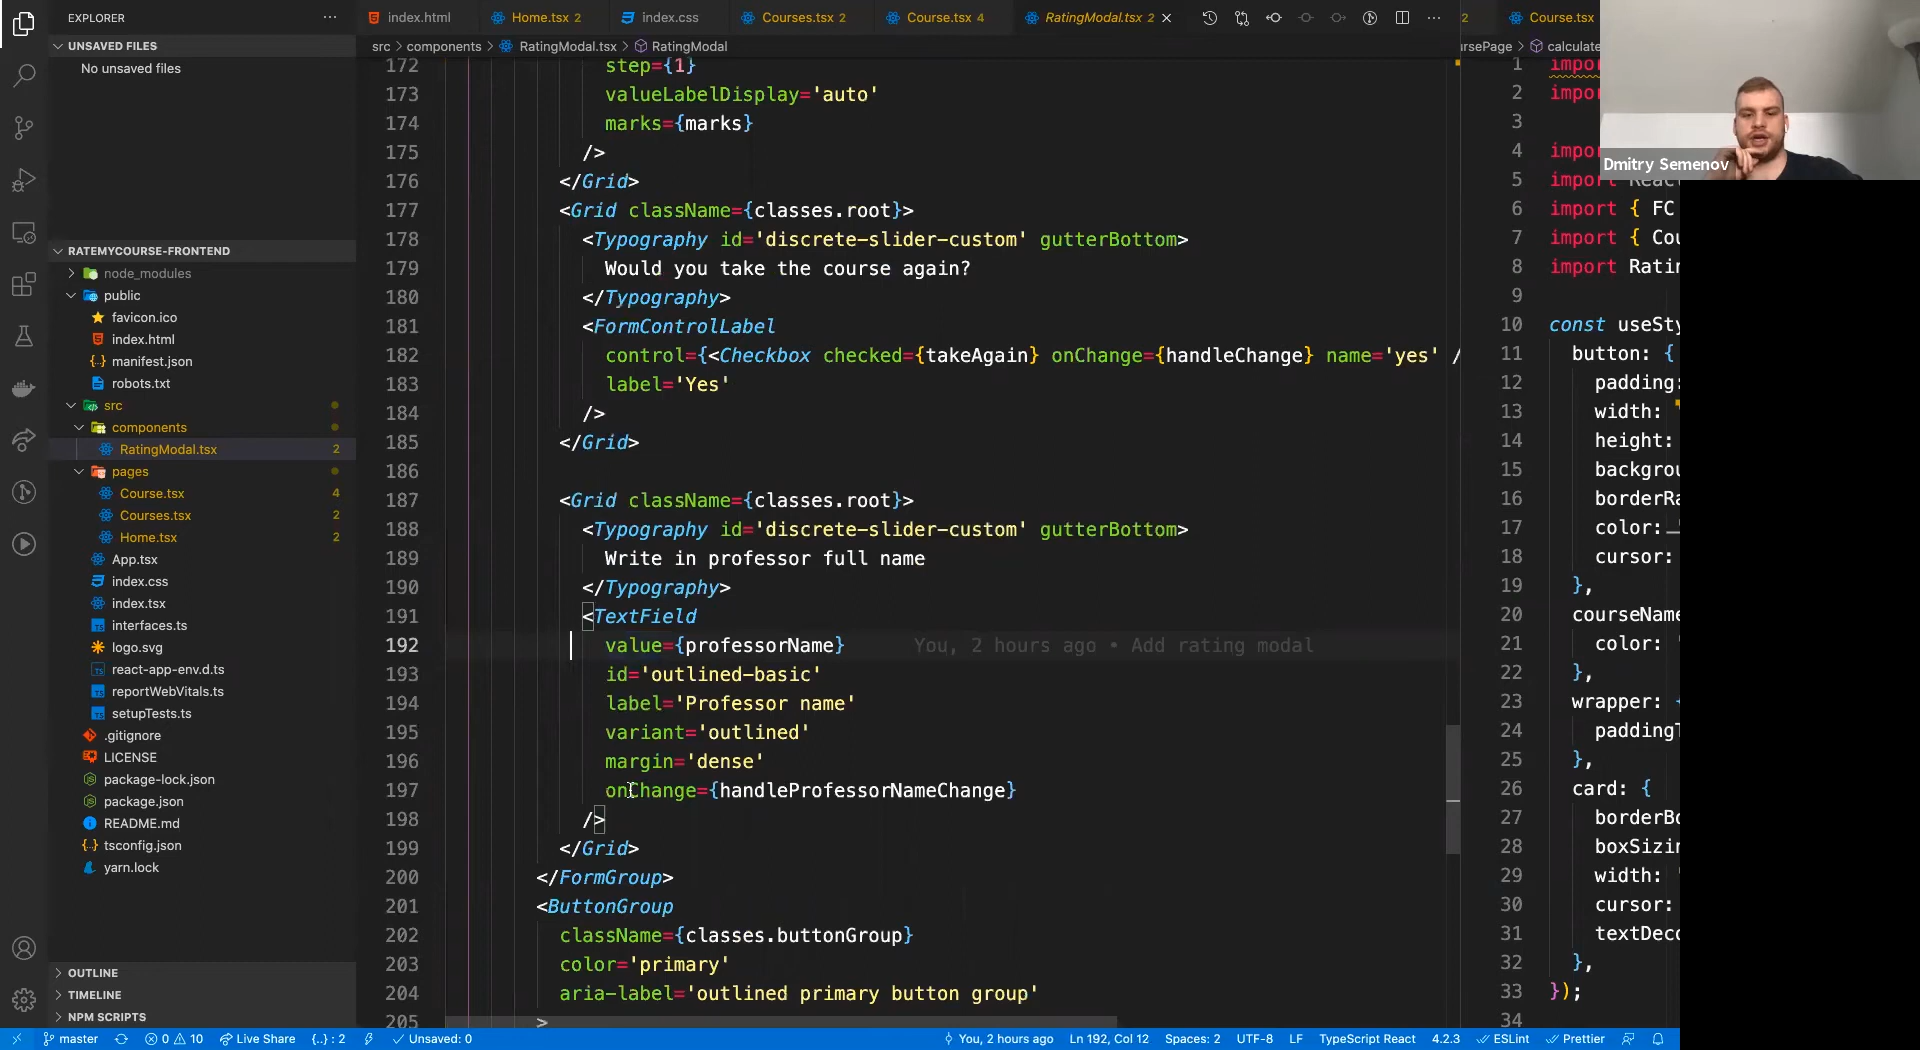 EXPLORER
UNSAVED FILES
No unsaved files
RATEMYCOURSE-FRONTEND
node_modules
public
favicon.ico
index.html
manifest.json
robots.txt
src
components
RatingModal.tsx 2
pages
Course.tsx 4
Courses.tsx 2
Home.tsx 2
App.tsx
index.css
index.tsx
interfaces.ts
logo.svg
react-app-env.d.ts
reportWebVitals.ts
setupTests.ts
.gitignore
LICENSE
package-lock.json
package.json
README.md
tsconfig.json
yarn.lock
OUTLINE
TIMELINE
NPM SCRIPTS
index.html Home.tsx 2 index.css Courses.tsx 2 Course.tsx 4 RatingModal.tsx 2
src > components > RatingModal.tsx > RatingModal
172 step={1}
173 valueLabelDisplay='auto'
174 marks={marks}
175 />
176 </Grid>
177 <Grid className={classes.root}>
178 <Typography id='discrete-slider-custom' gutterBottom>
179 Would you take the course again?
180 </Typography>
181 <FormControlLabel
182 control={<Checkbox checked={takeAgain} onChange={handleChange} name='yes' /
183 label='Yes'
184 />
185 </Grid>
186
187 <Grid className={classes.root}>
188 <Typography id='discrete-slider-custom' gutterBottom>
189 Write in professor full name
190 </Typography>
191 <TextField
192 value={professorName} You, 2 hours ago • Add rating modal
193 id='outlined-basic'
194 label='Professor name'
195 variant='outlined'
196 margin='dense'
197 onChange={handleProfessorNameChange}
198 />
199 </Grid>
200 </FormGroup>
201 <ButtonGroup
202 className={classes.buttonGroup}
203 color='primary'
204 aria-label='outlined primary button group'
205 >
2 Course.tsx
ursePage > calculate
1 impor
2 impor
3
4 impor
5 import React
6 import { FC
7 import { Cou
8 import Ratin
9
10 const useSty
11 button: {
12 padding:
13 width: '
14 height:
15 backgrou
16 borderRa
17 color:
18 cursor:
19 },
20 courseName
21 color: '
22 },
23 wrapper: {
24 paddingT
25 },
26 card: {
27 borderBo
28 boxSizin
29 width: '
30 cursor:
31 textDeco
32 },
33 });
34
Dmitry Semenov
master 0 10 Live Share {..} : 2 Unsaved: 0 You, 2 hours ago Ln 192, Col 12 Spaces: 2 UTF-8 LF TypeScript React 4.2.3 ESLint Prettier